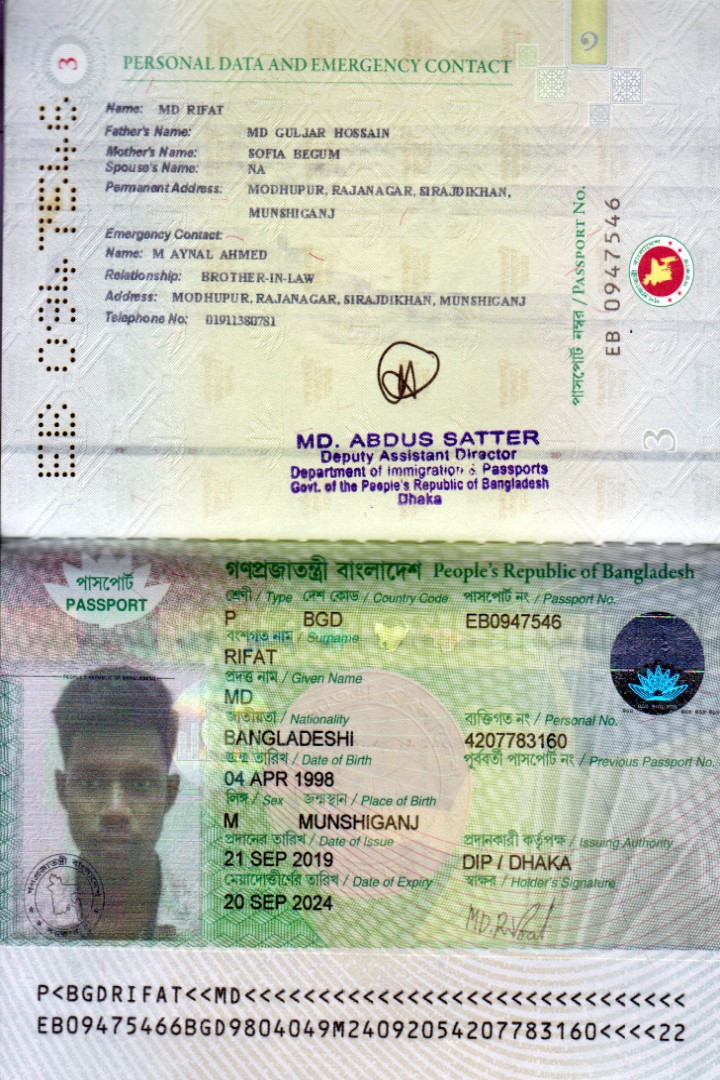 3
PERSONAL DATA AND EMERGENCY CONTACT
Name: MD RIFAT
Father's Name: MD GULJAR HOSSAIN
Mother's Name: SOFIA BEGUM
Spouse's Name: NA
Permanent Address: MODHUPUR, RAJANAGAR, SIRAJDIKHAN,
MUNSHIGANJ
Emergency Contact:
Name: M AYNAL AHMED
Relationship: BROTHER-IN-LAW
Address: MODHUPUR, RAJANAGAR, SIRAJDIKHAN, MUNSHIGANJ
Telephone No: 01911380781
পাসপোর্ট নম্বর / PASSPORT No.
EB 0947546
EB 0947546
3
MD. ABDUS SATTER
Deputy Assistant Director
Department of Immigration & Passports
Govt. of the People's Republic of Bangladesh
Dhaka
পাসপোর্ট
PASSPORT
গণপ্রজাতন্ত্রী বাংলাদেশ People's Republic of Bangladesh
শ্রেণী / Type দেশ কোড / Country Code পাসপোর্ট নং / Passport No.
P BGD EB0947546
বংশগত নাম / Surname
RIFAT
প্রদত্ত নাম / Given Name
MD
জাতীয়তা / Nationality ব্যক্তিগত নং / Personal No.
BANGLADESHI 4207783160
জন্ম তারিখ / Date of Birth পূর্ববর্তী পাসপোর্ট নং / Previous Passport No.
04 APR 1998
লিঙ্গ / Sex জন্মস্থান / Place of Birth
M MUNSHIGANJ
প্রদানের তারিখ / Date of Issue প্রদানকারী কর্তৃপক্ষ / Issuing Authority
21 SEP 2019 DIP / DHAKA
মেয়াদোত্তীর্ণের তারিখ / Date of Expiry স্বাক্ষর / Holder's Signature
20 SEP 2024
MD.Rifat
P<BGDRIFAT<<MD<<<<<<<<<<<<<<<<<<<<<<<<<<<<<<
EB09475466BGD9804049M24092054207783160<<<<22